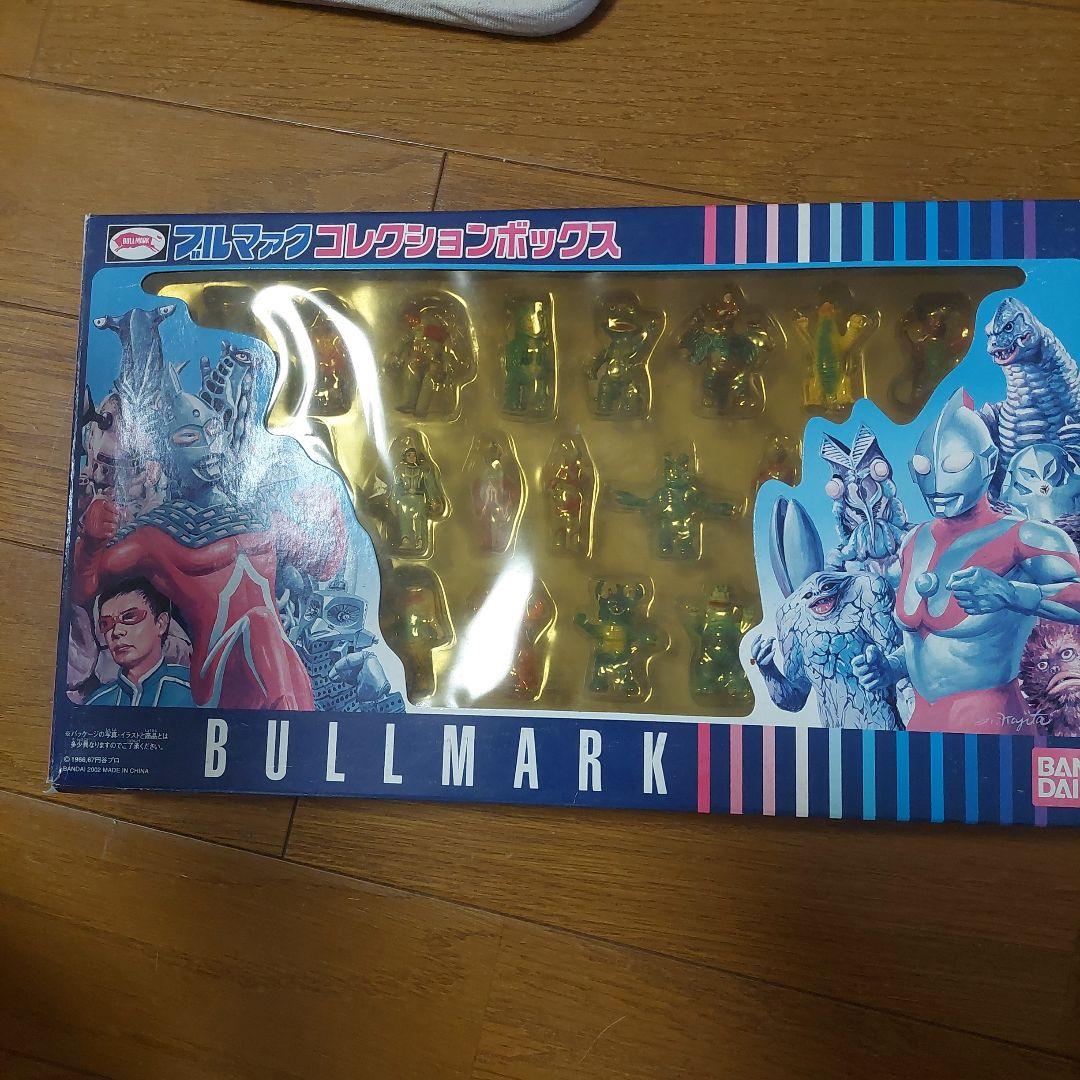 BULLMARK
ブルマァクコレクションボックス
※パッケージの写真・イラストと商品とは
多少異なりますのでご了承ください。
©1966,67円谷プロ
BANDAI 2002 MADE IN CHINA
BULLMARK
BAN
DAI